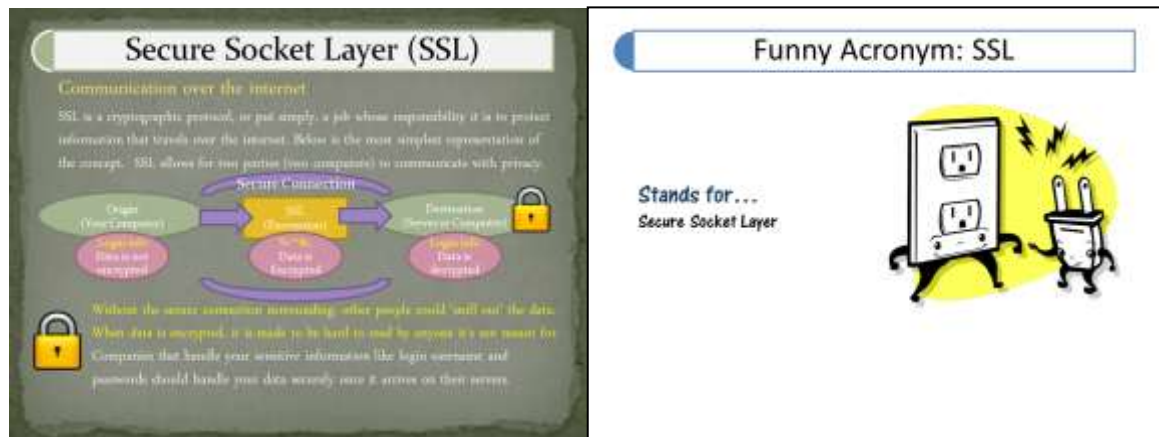 Secure Socket Layer (SSL)
Communication over the internet
SSL is a cryptographic protocol, or put simply, a job whose responsibility it is to protect
information that travels over the internet. Below is the most simplest representation of
the concept. SSL allows for two parties (two computers) to communicate with privacy.
Secure Connection
Origin
(Your Computer)
Login info
Data is not
encrypted
SSL
(Encryption)
Data is
Encrypted
Destination
(Server or Computer)
Login info
Data is
decrypted
Without the secure connection surrounding, other people could 'sniff out' the data.
When data is encrypted, it is made to be hard to read by anyone it's not meant for
Companies that handle your sensitive information like login username and
passwords should handle your data securely once it arrives on their servers.
Funny Acronym: SSL
Stands for...
Secure Socket Layer